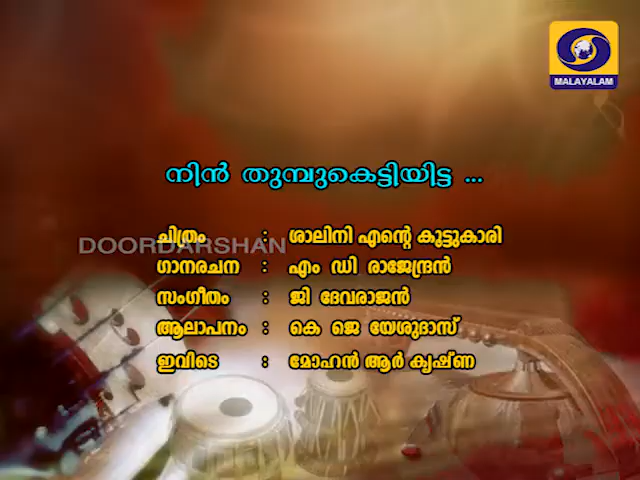 MALAYALAM
നിൻ തുമ്പുകെട്ടിയിട്ട ...
DOORDARSHAN
ചിത്രം : ശാലിനി എന്റെ കൂട്ടുകാരി
ഗാനരചന : എം ഡി രാജേന്ദ്രൻ
സംഗീതം : ജി ദേവരാജൻ
ആലാപനം : കെ ജെ യേശുദാസ്
ഇവിടെ : മോഹൻ ആർ കൃഷ്ണ